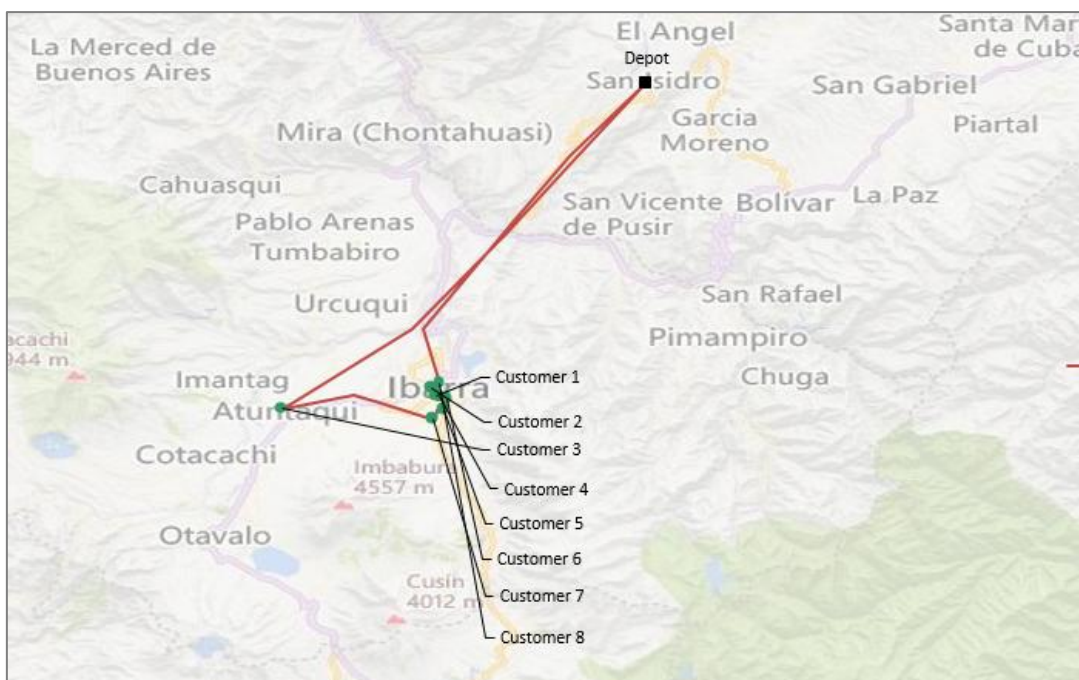 El Angel
Santa Mar
de Cuba
La Merced de
Buenos Aires
Depot
San Isidro
San Gabriel
Garcia
Moreno
Piartal
Mira (Chontahuasi)
Cahuasqui
San Vicente
de Pusir
Bolívar
La Paz
Pablo Arenas
Tumbabiro
San Rafael
Urcuqui
Pimampiro
acachi
944 m
Imantag
Ibarra
Customer 1
Chuga
Atuntaqui
Customer 2
Cotacachi
Customer 3
Imbabura
4557 m
Customer 4
Otavalo
Customer 5
Customer 6
Cusín
4012 m
Customer 7
Customer 8